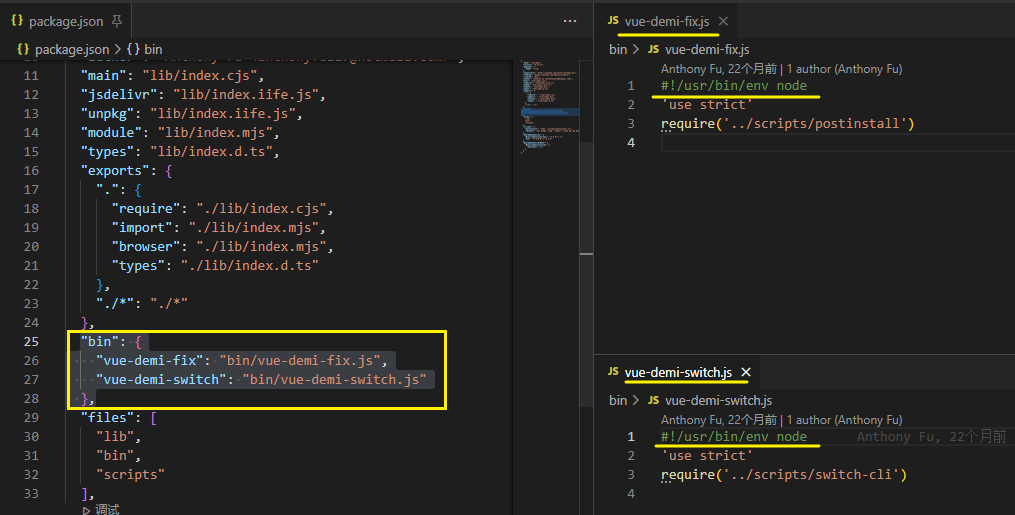 {} package.json
{} package.json > {} bin
11 "main": "lib/index.cjs",
12 "jsdelivr": "lib/index.iife.js",
13 "unpkg": "lib/index.iife.js",
14 "module": "lib/index.mjs",
15 "types": "lib/index.d.ts",
16 "exports": {
17 ".": {
18 "require": "./lib/index.cjs",
19 "import": "./lib/index.mjs",
20 "browser": "./lib/index.mjs",
21 "types": "./lib/index.d.ts"
22 },
23 "./*": "./*"
24 },
25 "bin": {
26 "vue-demi-fix": "bin/vue-demi-fix.js",
27 "vue-demi-switch": "bin/vue-demi-switch.js"
28 },
29 "files": [
30 "lib",
31 "bin",
32 "scripts"
33 ],
调试
JS vue-demi-fix.js
bin > JS vue-demi-fix.js
Anthony Fu, 22个月前 | 1 author (Anthony Fu)
1 #!/usr/bin/env node
2 'use strict'
3 require('../scripts/postinstall')
4
JS vue-demi-switch.js
bin > JS vue-demi-switch.js
Anthony Fu, 22个月前 | 1 author (Anthony Fu)
1 #!/usr/bin/env node Anthony Fu, 22个月前
2 'use strict'
3 require('../scripts/switch-cli')
4